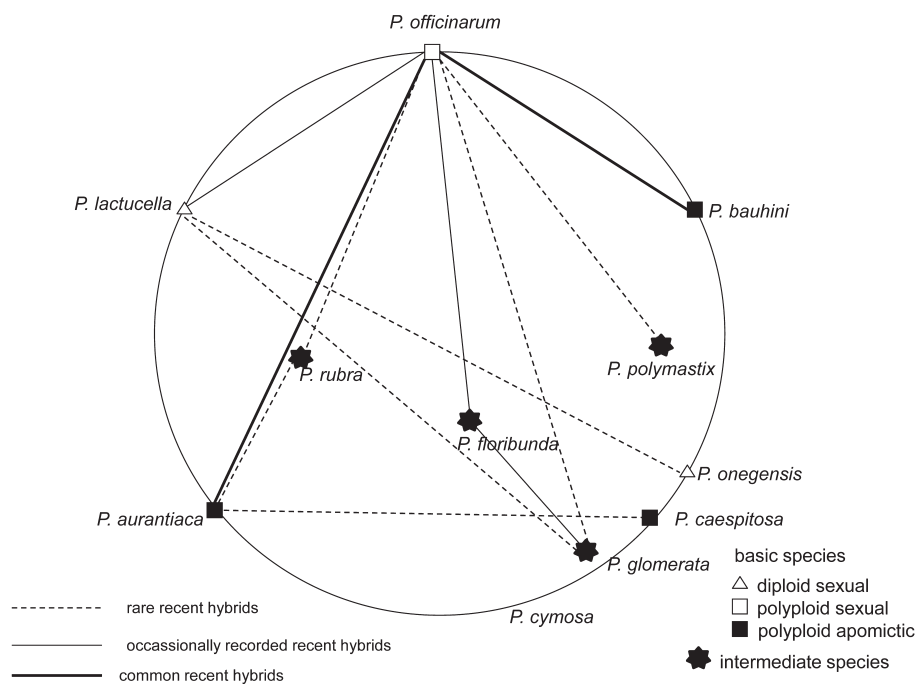 P. officinarum
P. lactucella
P. bauhini
P. rubra
P. polymastix
P. floribunda
P. onegensis
P. aurantiaca
P. caespitosa
P. glomerata
P. cymosa
basic species
diploid sexual
polyploid sexual
polyploid apomictic
intermediate species
rare recent hybrids
occassionally recorded recent hybrids
common recent hybrids